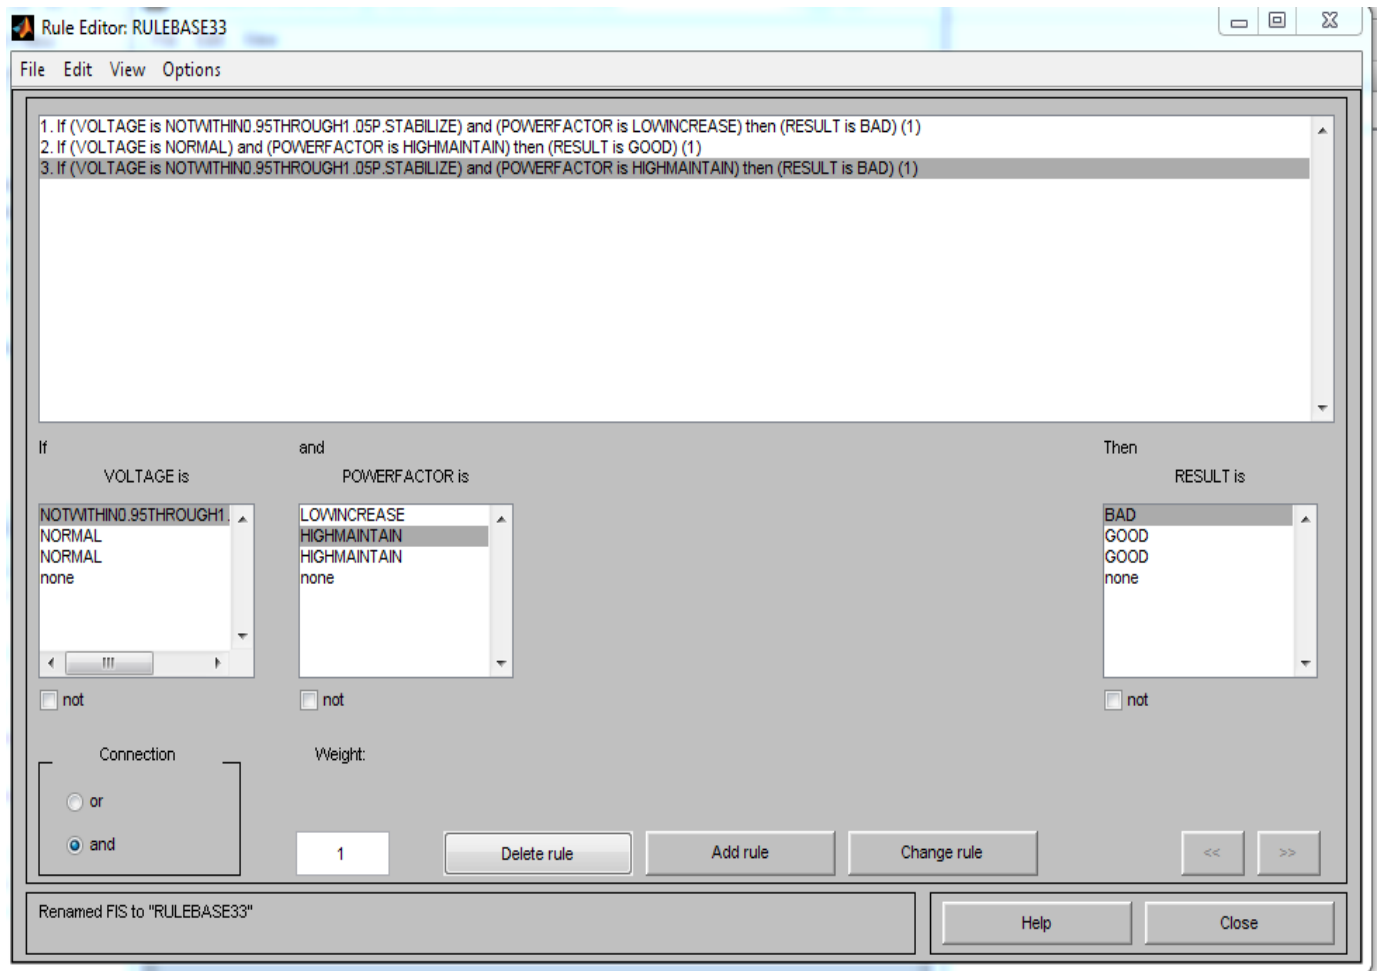 Rule Editor: RULEBASE33
File Edit View Options
1. If (VOLTAGE is NOTWITHIN0.95THROUGH1.05P.STABILIZE) and (POWERFACTOR is LOWINCREASE) then (RESULT is BAD) (1)
2. If (VOLTAGE is NORMAL) and (POWERFACTOR is HIGHMAINTAIN) then (RESULT is GOOD) (1)
3. If (VOLTAGE is NOTWITHIN0.95THROUGH1.05P.STABILIZE) and (POWERFACTOR is HIGHMAINTAIN) then (RESULT is BAD) (1)
If and Then
VOLTAGE is POWERFACTOR is RESULT is
NOTWITHIN0.95THROUGH1. LOWINCREASE BAD
NORMAL HIGHMAINTAIN GOOD
NORMAL HIGHMAINTAIN GOOD
none none none
not not not
Connection Weight:
or
and 1 Delete rule Add rule Change rule << >>
Renamed FIS to "RULEBASE33" Help Close